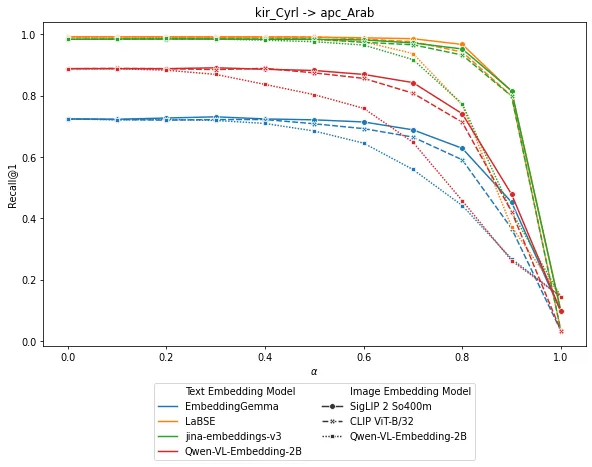 kir_Cyrl -> apc_Arab
Recall@1
1.0
0.8
0.6
0.4
0.2
0.0
0.0 0.2 0.4 0.6 0.8 1.0
α
Text Embedding Model Image Embedding Model
EmbeddingGemma SigLIP 2 So400m
LaBSE CLIP ViT-B/32
jina-embeddings-v3 Qwen-VL-Embedding-2B
Qwen-VL-Embedding-2B